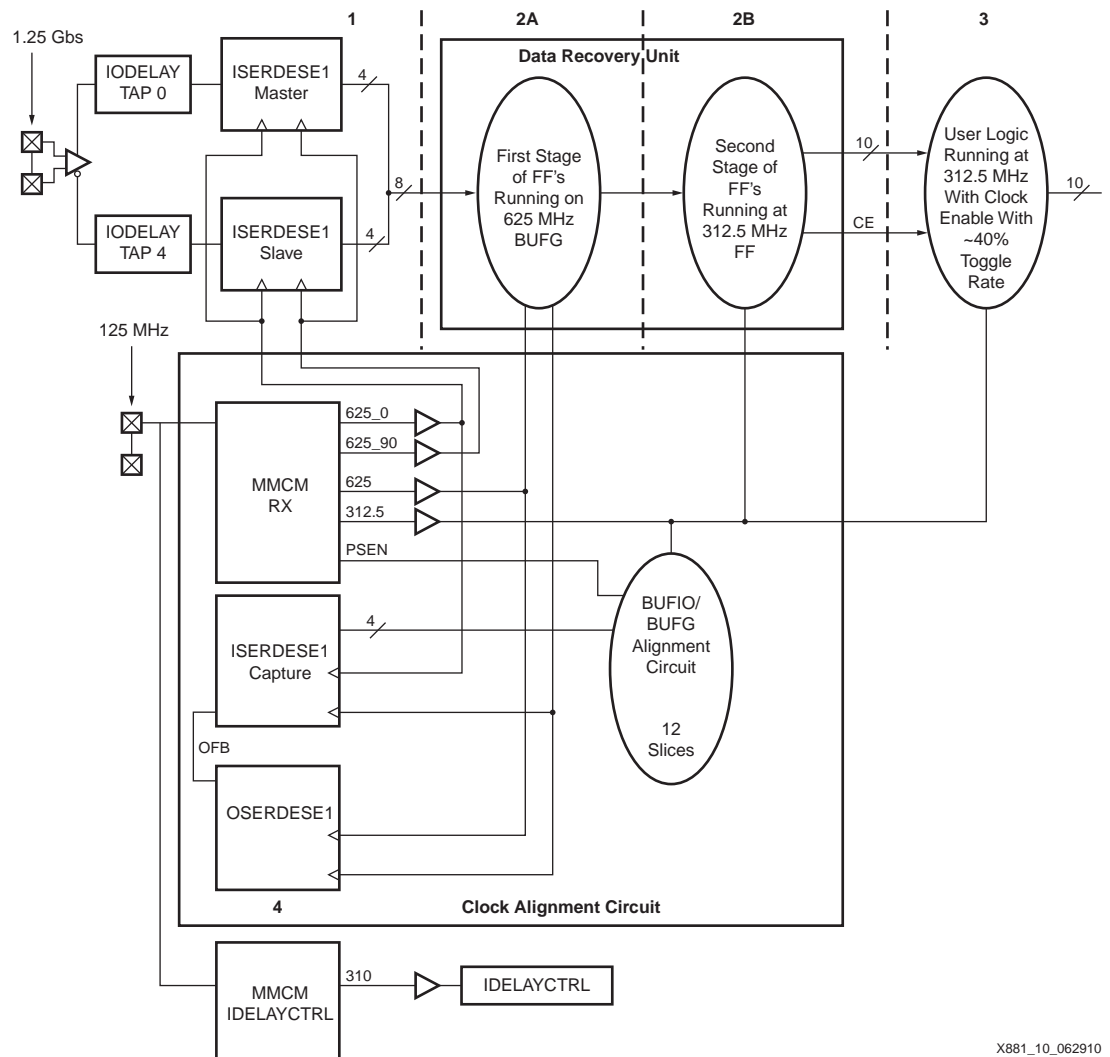 1
2A
2B
3
1.25 Gbs
Data Recovery Unit
IODELAY
TAP 0
ISERDESE1
Master
4
IODELAY
TAP 4
ISERDESE1
Slave
4
8
First Stage
of FF's
Running on
625 MHz
BUFG
Second
Stage of
FF's
Running at
312.5 MHz
FF
10
CE
User Logic
Running at
312.5 MHz
With Clock
Enable With
~40%
Toggle
Rate
10
125 MHz
MMCM
RX
625_0
625_90
625
312.5
PSEN
ISERDESE1
Capture
4
BUFIO/
BUFG
Alignment
Circuit
12
Slices
OFB
OSERDESE1
4
Clock Alignment Circuit
MMCM
IDELAYCTRL
310
IDELAYCTRL
X881_10_062910